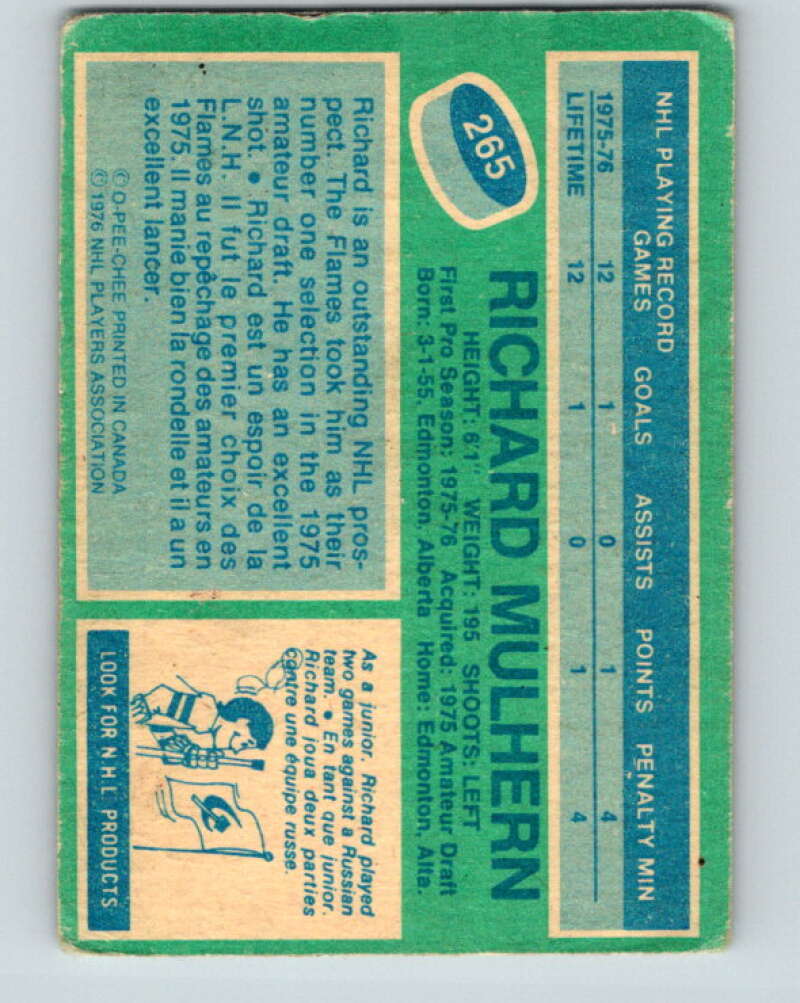 NHL PLAYING RECORD
GAMES GOALS ASSISTS POINTS PENALTY MIN
1975-76 12 1 0 1 4
LIFETIME 12 1 0 1 4
265
RICHARD MULHERN
HEIGHT: 6'1" WEIGHT: 195 SHOOTS: LEFT
First Pro Season: 1975-76 Acquired: 1975 Amateur Draft
Born: 3-1-55, Edmonton, Alberta Home: Edmonton, Alta.
Richard is an outstanding NHL pros-
pect. The Flames took him as their
number one selection in the 1975
amateur draft. He has an excellent
shot. • Richard est un espoir de la
L.N.H. Il fut le premier choix des
Flames au repêchage des amateurs en
1975. Il manie bien la rondelle et il a un
excellent lancer.
© O-PEE-CHEE PRINTED IN CANADA
© 1976 NHL PLAYERS ASSOCIATION
As a junior, Richard played
two games against a Russian
team. • En tant que junior,
Richard joua deux parties
contre une équipe russe.
LOOK FOR N.H.L. PRODUCTS